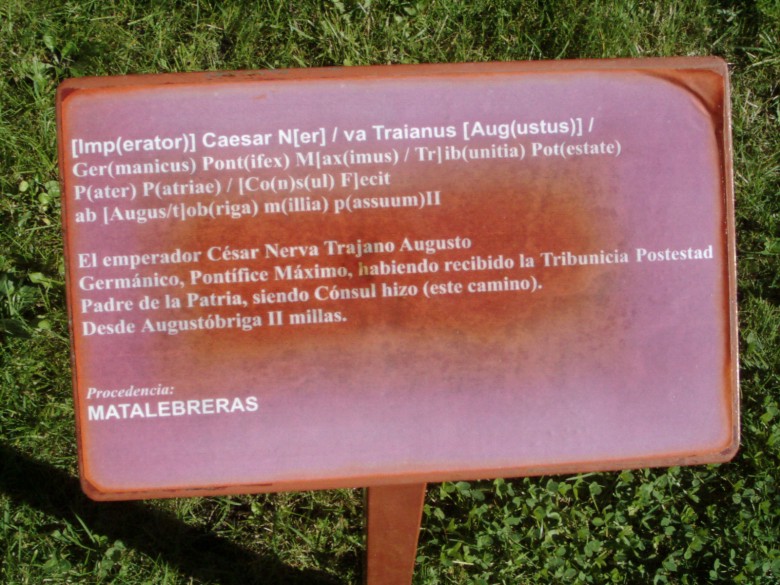 [Imp(erator)] Caesar N[er] / va Traianus [Aug(ustus)] /
Ger(manicus) Pont(ifex) M[ax(imus) / Tr]ib(unitia) Pot(estate)
P(ater) P(atriae) / [Co(n)s(ul) F]ecit
ab [Augus/t]ob(riga) m(illia) p(assuum)II
El emperador César Nerva Trajano Augusto
Germánico, Pontífice Máximo, habiendo recibido la Tribunicia Postestad
Padre de la Patria, siendo Cónsul hizo (este camino).
Desde Augustóbriga II millas.
Procedencia:
MATALEBRERAS